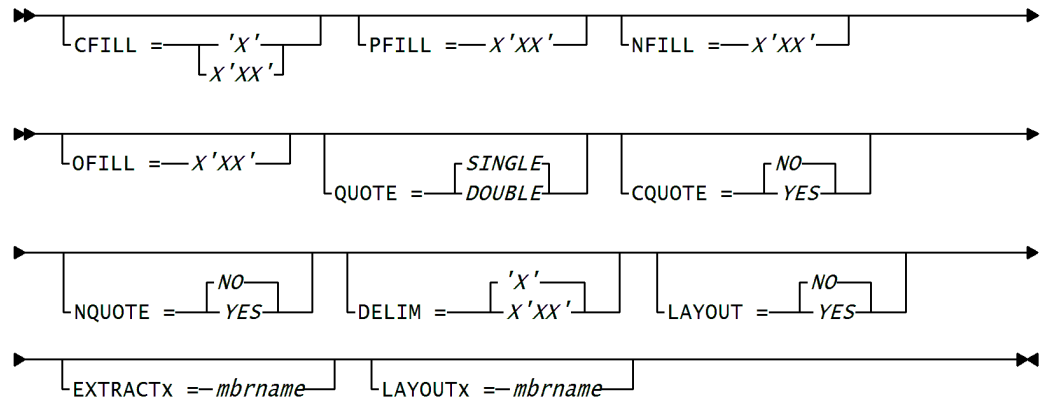 CFILL = 'X' PFILL = X'XX' NFILL = X'XX'
X'XX'
OFILL = X'XX' SINGLE NO
QUOTE = DOUBLE CQUOTE = YES
NO 'X' NO
NQUOTE = YES DELIM = X'XX' LAYOUT = YES
EXTRACTx = mbrname LAYOUTx = mbrname